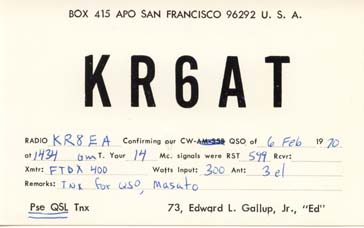 BOX 415 APO SAN FRANCISCO 96292 U. S. A.
KR6AT
RADIO KR8EA Confirming our CW-AM-SSB QSO of 6 Feb 1970
at 1434 GmT. Your 14 Mc. signals were RST 599 Rcvr:
Xmtr: FTDX 400 Watts Input: 300 Ant: 3 el
Remarks: TNX for QSO, Masato
Pse QSL Tnx 73, Edward L. Gallup, Jr., "Ed"